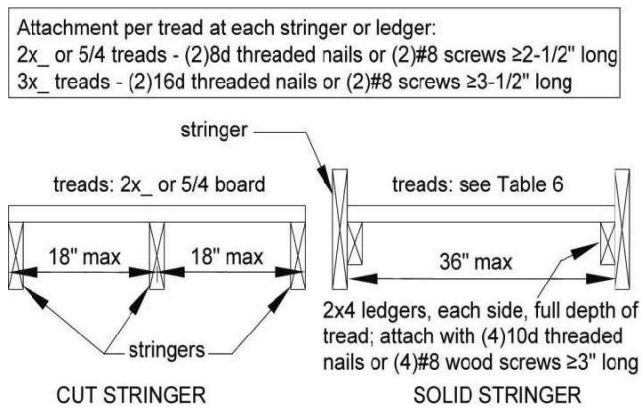 Attachment per tread at each stringer or ledger:
2x_ or 5/4 treads - (2)8d threaded nails or (2)#8 screws ≥2-1/2" long
3x_ treads - (2)16d threaded nails or (2)#8 screws ≥3-1/2" long
stringer
treads: 2x_ or 5/4 board
treads: see Table 6
18" max
18" max
36" max
stringers
2x4 ledgers, each side, full depth of
tread; attach with (4)10d threaded
nails or (4)#8 wood screws ≥3" long
CUT STRINGER
SOLID STRINGER